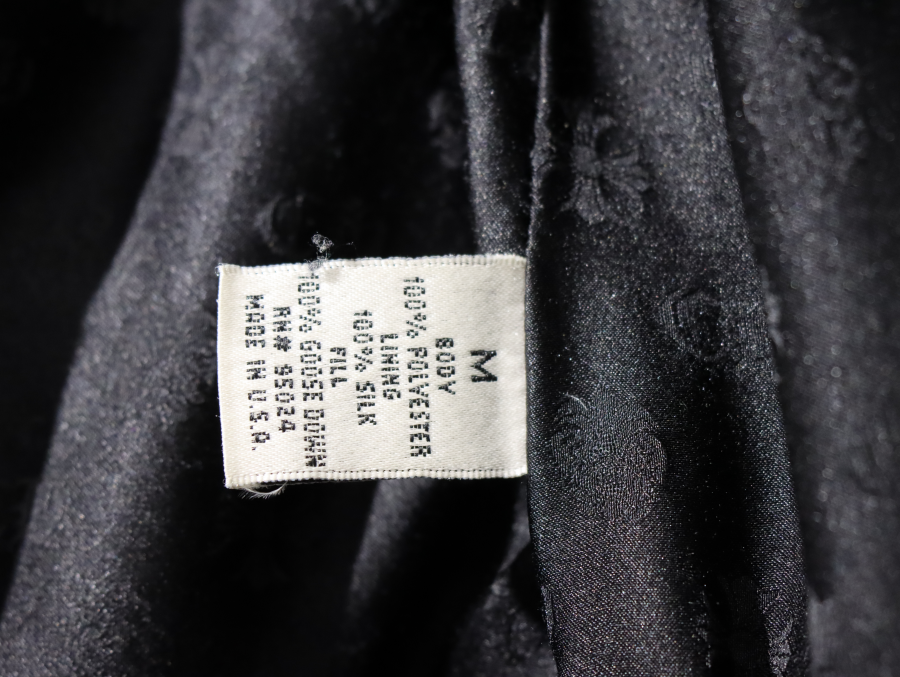 M
BODY
100% POLYESTER
LINING
100% SILK
FILL
100% GOOSE DOWN
RN# 95024
MADE IN U.S.A.